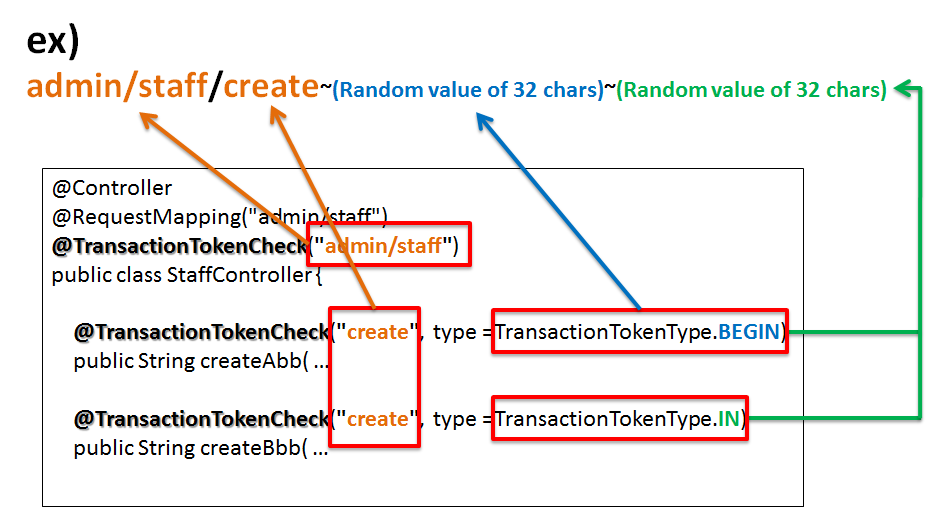 ex)
admin/staff/create~(Random value of 32 chars)~(Random value of 32 chars)
@Controller
@RequestMapping("admin/staff")
@TransactionTokenCheck("admin/staff")
public class StaffController {
@TransactionTokenCheck("create", type =TransactionTokenType.BEGIN)
public String createAbb( ...
@TransactionTokenCheck("create", type =TransactionTokenType.IN)
public String createBbb( ...